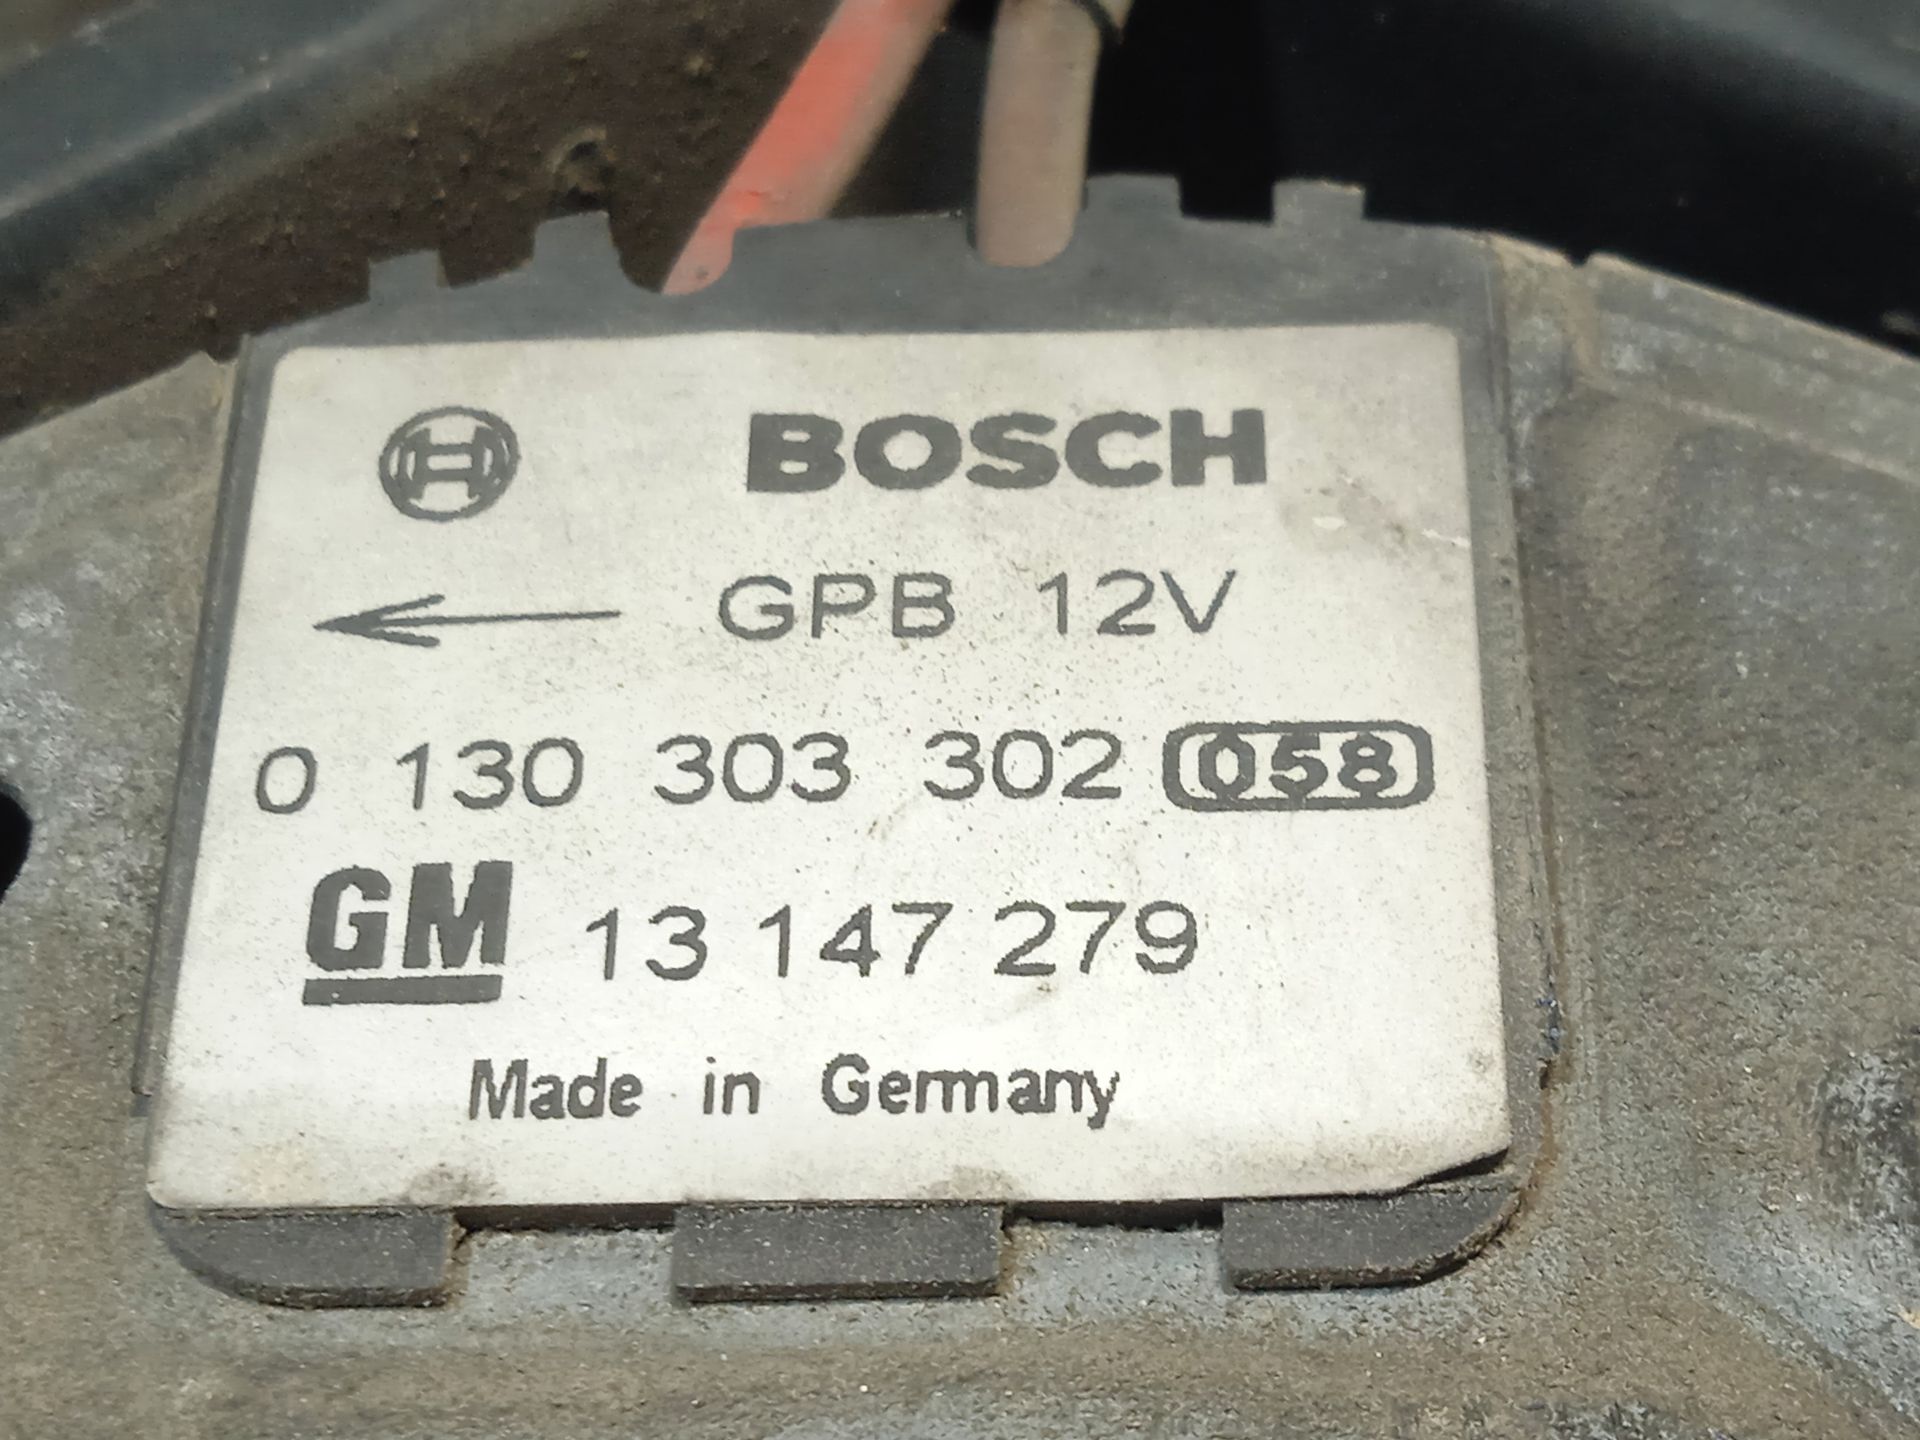 BOSCH
GPB 12V
0 130 303 302 058
GM 13 147 279
Made in Germany